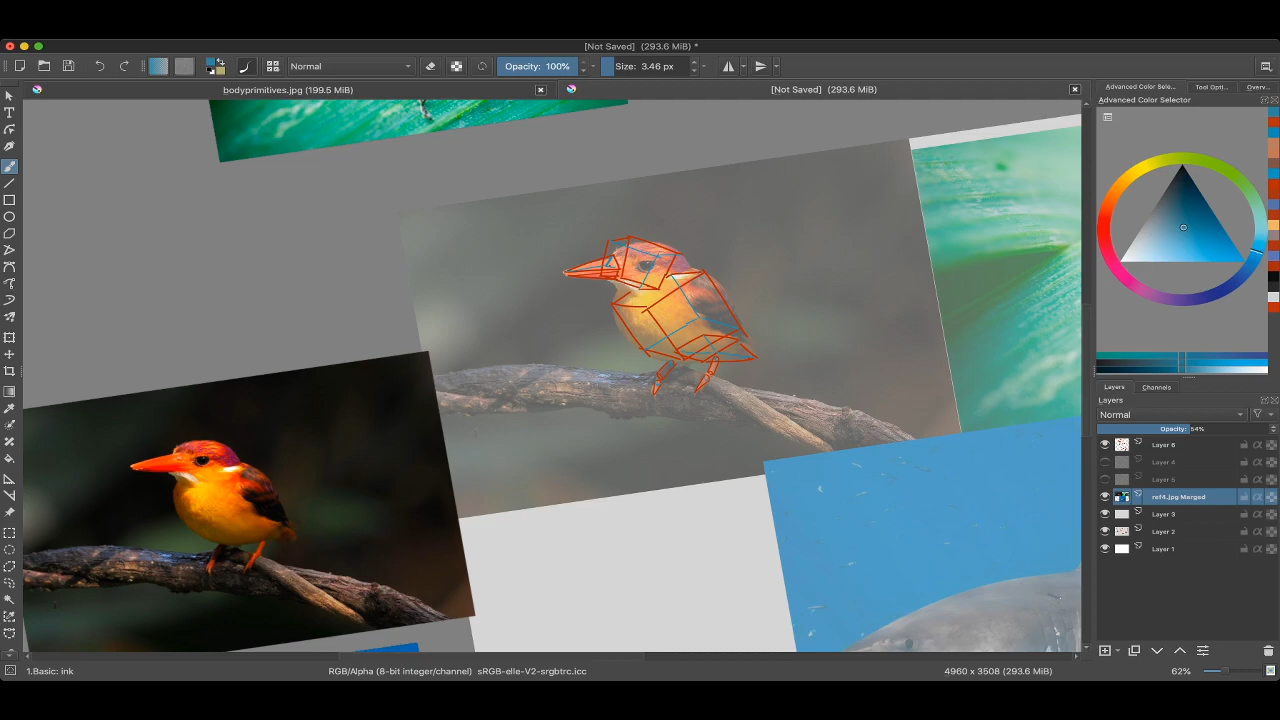 [Not Saved] (293.6 MiB) *
Normal
Opacity: 100%
Size: 3.46 px
bodyprimitives.jpg (199.5 MiB)
[Not Saved] (293.6 MiB)
Advanced Color Sele...
Tool Opti...
Overv...
Advanced Color Selector
Layers
Channels
Layers
Normal
Opacity: 54%
Layer 6
Layer 4
Layer 5
ref4.jpg Merged
Layer 3
Layer 2
Layer 1
1.Basic: ink
RGB/Alpha (8-bit integer/channel) sRGB-elle-V2-srgbtrc.icc
4960 x 3508 (293.6 MiB)
62%